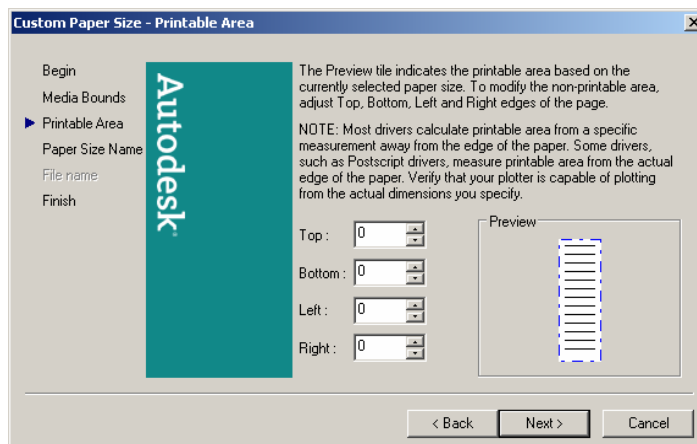 Custom Paper Size - Printable Area
Begin
Media Bounds
Printable Area
Paper Size Name
File name
Finish
Autodesk
The Preview tile indicates the printable area based on the
currently selected paper size. To modify the non-printable area,
adjust Top, Bottom, Left and Right edges of the page.
NOTE: Most drivers calculate printable area from a specific
measurement away from the edge of the paper. Some drivers,
such as Postscript drivers, measure printable area from the actual
edge of the paper. Verify that your plotter is capable of plotting
from the actual dimensions you specify.
Top : 0
Bottom : 0
Left : 0
Right : 0
Preview
< Back Next > Cancel